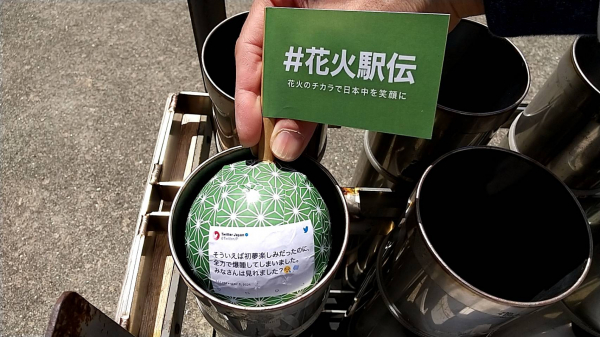 #花火駅伝
花火のチカラで日本中を笑顔に
Twitter Japan
そういえば初夢楽しみだったのに、
全力で爆睡してしまいました。
みなさんは見れました？